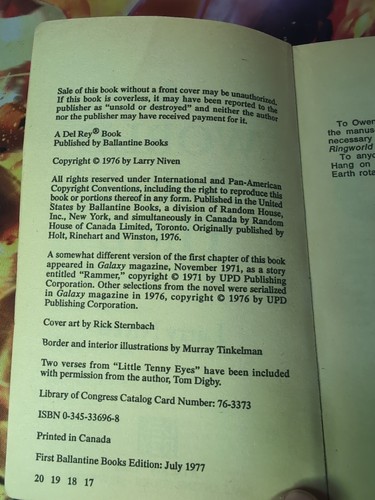 Sale of this book without a front cover may be unauthorized.
If this book is coverless, it may have been reported to the
publisher as "unsold or destroyed" and neither the author
nor the publisher may have received payment for it.
A Del Rey® Book
Published by Ballantine Books
Copyright © 1976 by Larry Niven
All rights reserved under International and Pan-American
Copyright Conventions, including the right to reproduce this
book or portions thereof in any form. Published in the United
States by Ballantine Books, a division of Random House,
Inc., New York, and simultaneously in Canada by Random
House of Canada Limited, Toronto. Originally published by
Holt, Rinehart and Winston, 1976.
A somewhat different version of the first chapter of this book
appeared in Galaxy magazine, November 1971, as a story
entitled "Rammer," copyright © 1971 by UPD Publishing
Corporation. Other selections from the novel were serialized
in Galaxy magazine in 1976, copyright © 1976 by UPD
Publishing Corporation.
Cover art by Rick Sternbach
Border and interior illustrations by Murray Tinkelman
Two verses from "Little Tenny Eyes" have been included
with permission from the author, Tom Digby.
Library of Congress Catalog Card Number: 76-3373
ISBN 0-345-33696-8
Printed in Canada
First Ballantine Books Edition: July 1977
20 19 18 17
To Owen
the manus
necessary
Ringworld
To anyo
Hang on
Earth rota